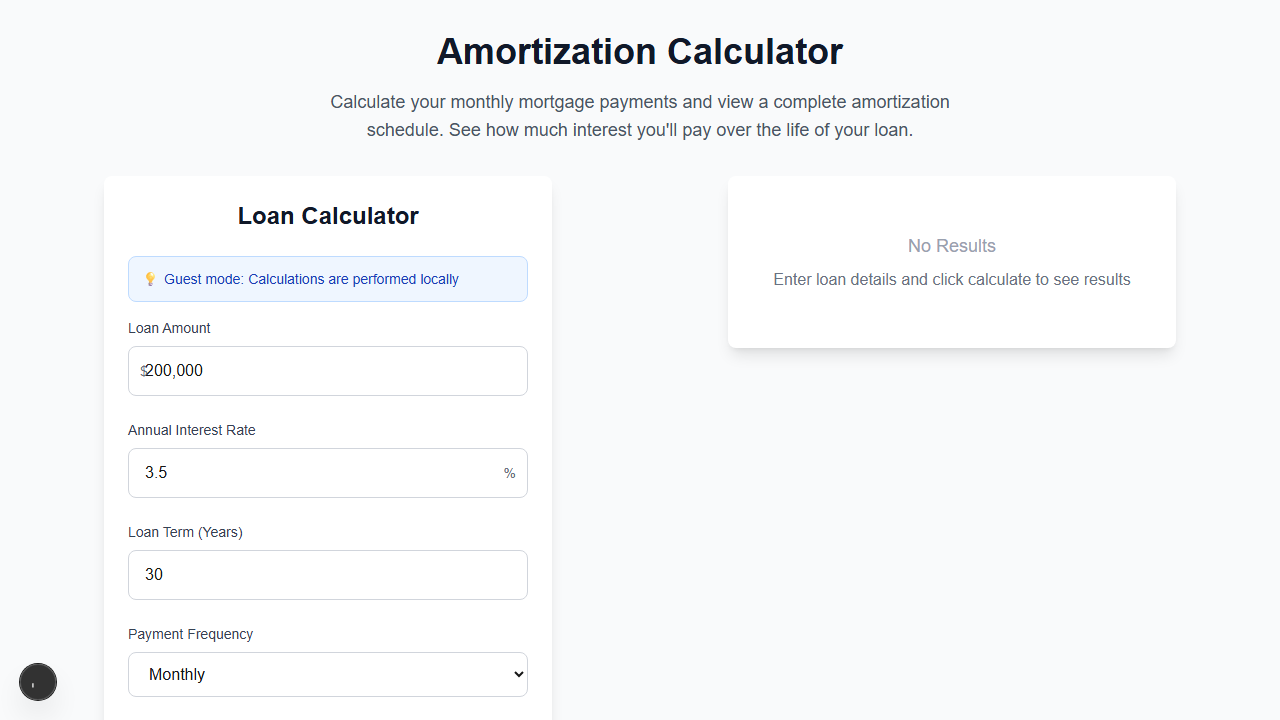 Amortization Calculator
Calculate your monthly mortgage payments and view a complete amortization
schedule. See how much interest you'll pay over the life of your loan.
Loan Calculator
💡 Guest mode: Calculations are performed locally
Loan Amount
$200,000
Annual Interest Rate
3.5 %
Loan Term (Years)
30
Payment Frequency
Monthly
No Results
Enter loan details and click calculate to see results